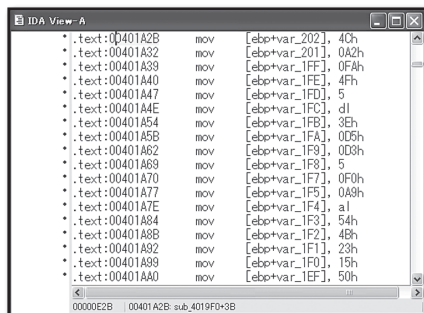 IDA View-A
.text:00401A2B mov [ebp+var_202], 4Ch
.text:00401A32 mov [ebp+var_201], 0A2h
.text:00401A39 mov [ebp+var_1FF], 0FAh
.text:00401A40 mov [ebp+var_1FE], 4Fh
.text:00401A47 mov [ebp+var_1FD], 5
.text:00401A4E mov [ebp+var_1FC], dl
.text:00401A54 mov [ebp+var_1FB], 3Eh
.text:00401A5B mov [ebp+var_1FA], 0D5h
.text:00401A62 mov [ebp+var_1F9], 0D3h
.text:00401A69 mov [ebp+var_1F8], 5
.text:00401A70 mov [ebp+var_1F7], 0F0h
.text:00401A77 mov [ebp+var_1F5], 0A9h
.text:00401A7E mov [ebp+var_1F4], al
.text:00401A84 mov [ebp+var_1F3], 54h
.text:00401A8B mov [ebp+var_1F2], 4Bh
.text:00401A92 mov [ebp+var_1F1], 23h
.text:00401A99 mov [ebp+var_1F0], 15h
.text:00401AA0 mov [ebp+var_1EF], 50h
00000E2B 00401A2B: sub_4019F0+3B